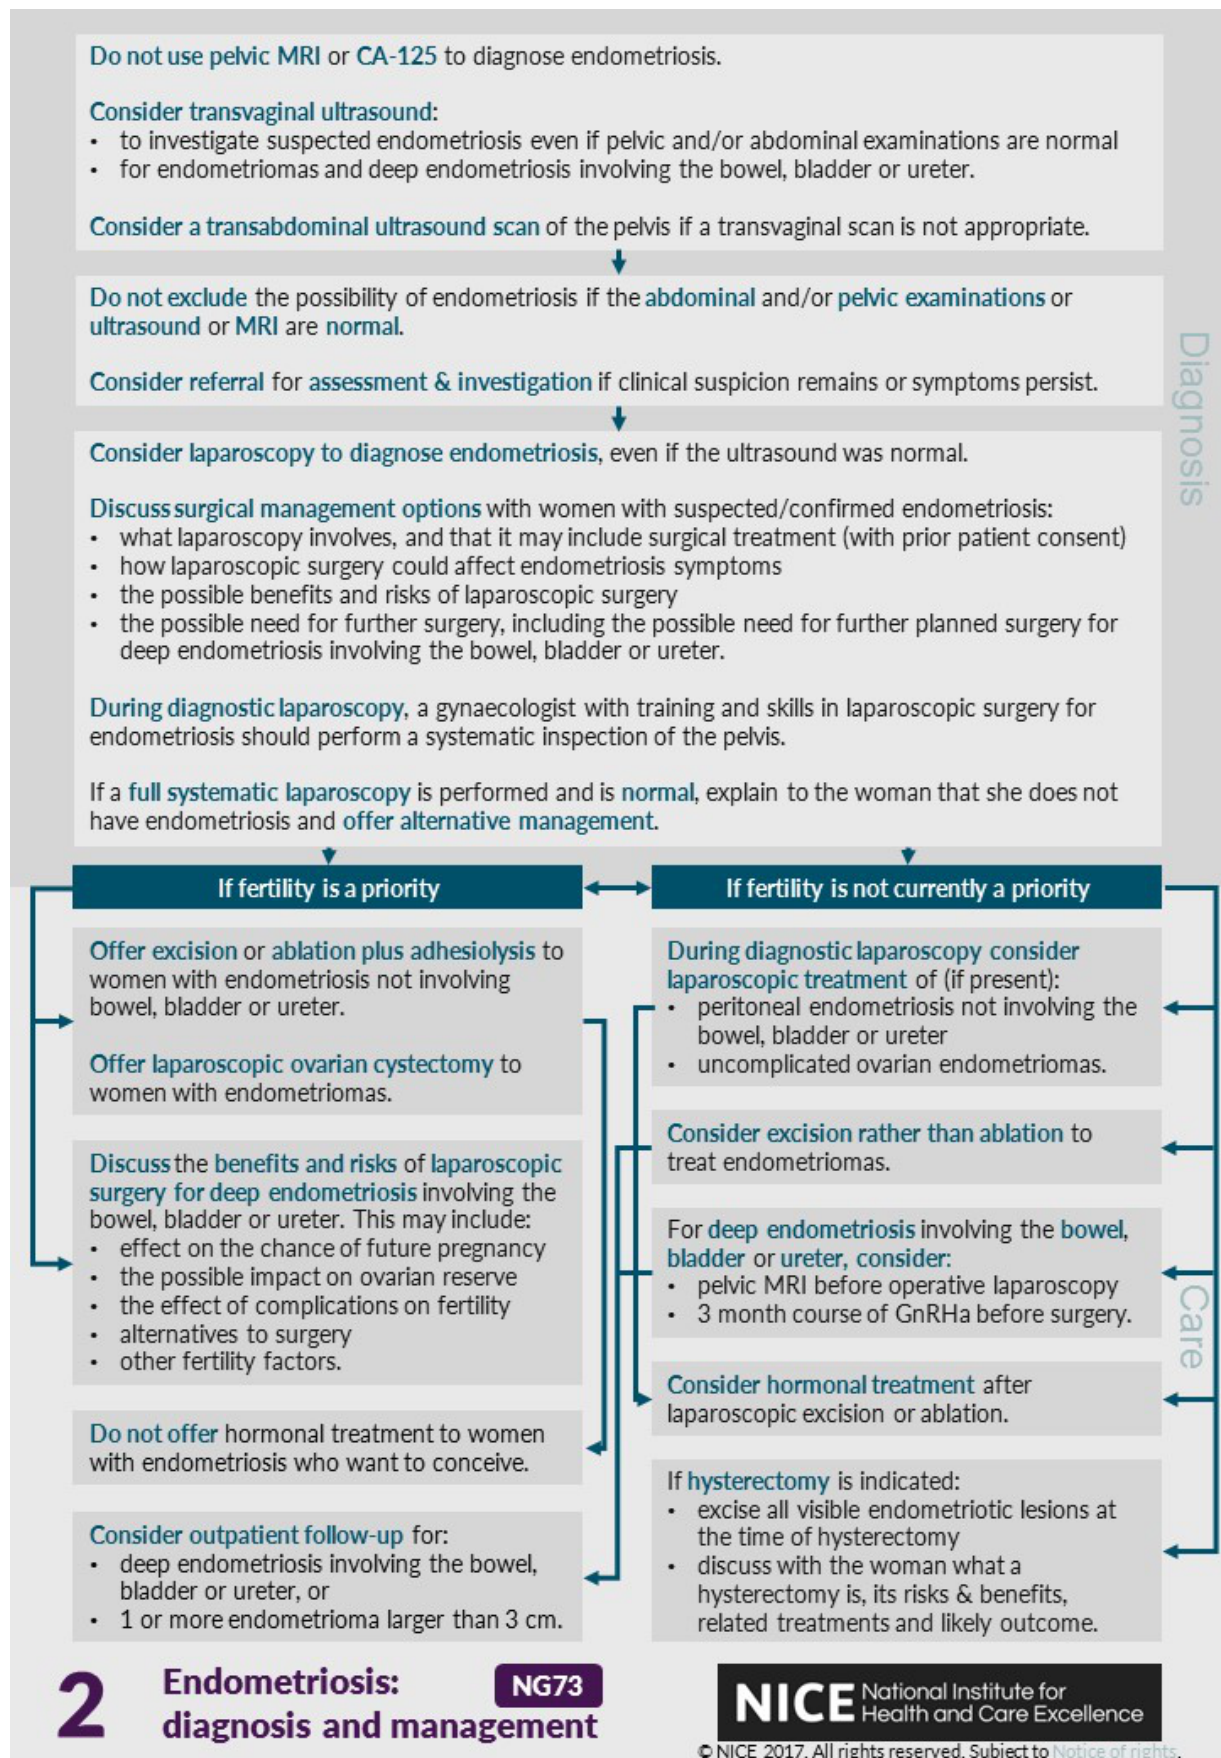 Do not use pelvic MRI or CA-125 to diagnose endometriosis.
Consider transvaginal ultrasound:
• to investigate suspected endometriosis even if pelvic and/or abdominal examinations are normal
• for endometriomas and deep endometriosis involving the bowel, bladder or ureter.
Consider a transabdominal ultrasound scan of the pelvis if a transvaginal scan is not appropriate.
Do not exclude the possibility of endometriosis if the abdominal and/or pelvic examinations or
ultrasound or MRI are normal.
Consider referral for assessment & investigation if clinical suspicion remains or symptoms persist.
Diagnosis
Consider laparoscopy to diagnose endometriosis, even if the ultrasound was normal.
Discuss surgical management options with women with suspected/confirmed endometriosis:
• what laparoscopy involves, and that it may include surgical treatment (with prior patient consent)
• how laparoscopic surgery could affect endometriosis symptoms
• the possible benefits and risks of laparoscopic surgery
• the possible need for further surgery, including the possible need for further planned surgery for
deep endometriosis involving the bowel, bladder or ureter.
During diagnostic laparoscopy, a gynaecologist with training and skills in laparoscopic surgery for
endometriosis should perform a systematic inspection of the pelvis.
If a full systematic laparoscopy is performed and is normal, explain to the woman that she does not
have endometriosis and offer alternative management.
If fertility is a priority
Offer excision or ablation plus adhesiolysis to
women with endometriosis not involving
bowel, bladder or ureter.
Offer laparoscopic ovarian cystectomy to
women with endometriomas.
Discuss the benefits and risks of laparoscopic
surgery for deep endometriosis involving the
bowel, bladder or ureter. This may include:
• effect on the chance of future pregnancy
• the possible impact on ovarian reserve
• the effect of complications on fertility
• alternatives to surgery
• other fertility factors.
Do not offer hormonal treatment to women
with endometriosis who want to conceive.
Consider outpatient follow-up for:
• deep endometriosis involving the bowel,
bladder or ureter, or
• 1 or more endometrioma larger than 3 cm.
If fertility is not currently a priority
During diagnostic laparoscopy consider
laparoscopic treatment of (if present):
• peritoneal endometriosis not involving the
bowel, bladder or ureter
• uncomplicated ovarian endometriomas.
Consider excision rather than ablation to
treat endometriomas.
For deep endometriosis involving the bowel,
bladder or ureter, consider:
• pelvic MRI before operative laparoscopy
• 3 month course of GnRHa before surgery.
Consider hormonal treatment after
laparoscopic excision or ablation.
If hysterectomy is indicated:
• excise all visible endometriotic lesions at
the time of hysterectomy
• discuss with the woman what a
hysterectomy is, its risks & benefits,
related treatments and likely outcome.
Care
2
Endometriosis:
diagnosis and management
NG73
NICE National Institute for
Health and Care Excellence
© NICE 2017. All rights reserved. Subject to Notice of rights.